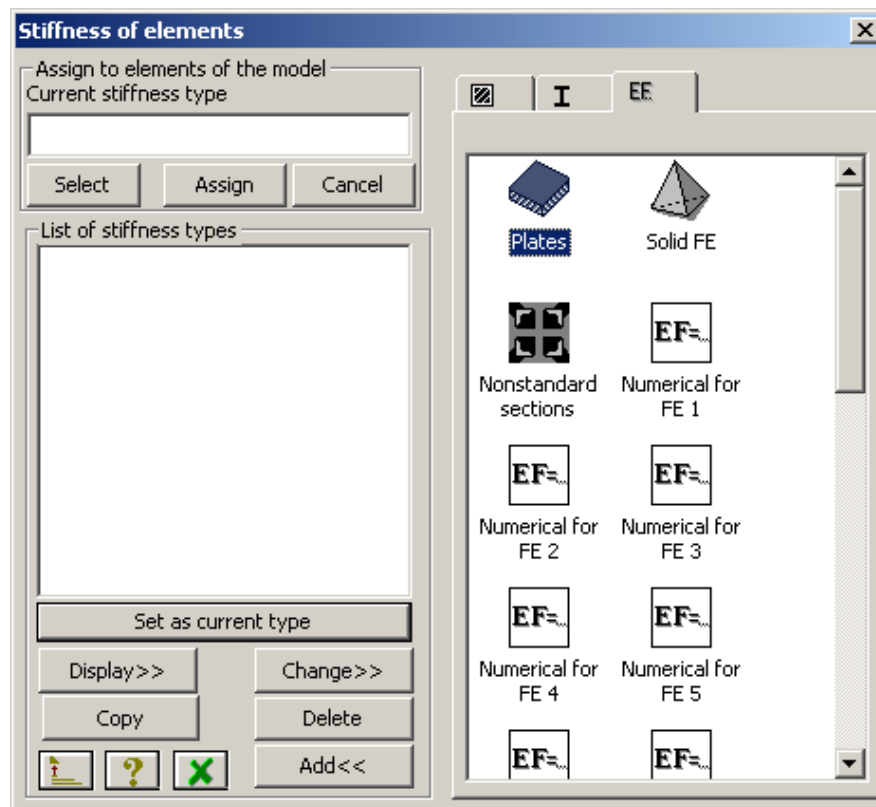 Stiffness of elements
Assign to elements of the model
Current stiffness type
Select Assign Cancel
List of stiffness types
Set as current type
Display>> Change>>
Copy Delete
? Add<<
I EE
Plates Solid FE
EF=...
Nonstandard sections
Numerical for FE 1
EF=... EF=...
Numerical for FE 2
Numerical for FE 3
EF=... EF=...
Numerical for FE 4
Numerical for FE 5
EF=... EF=...